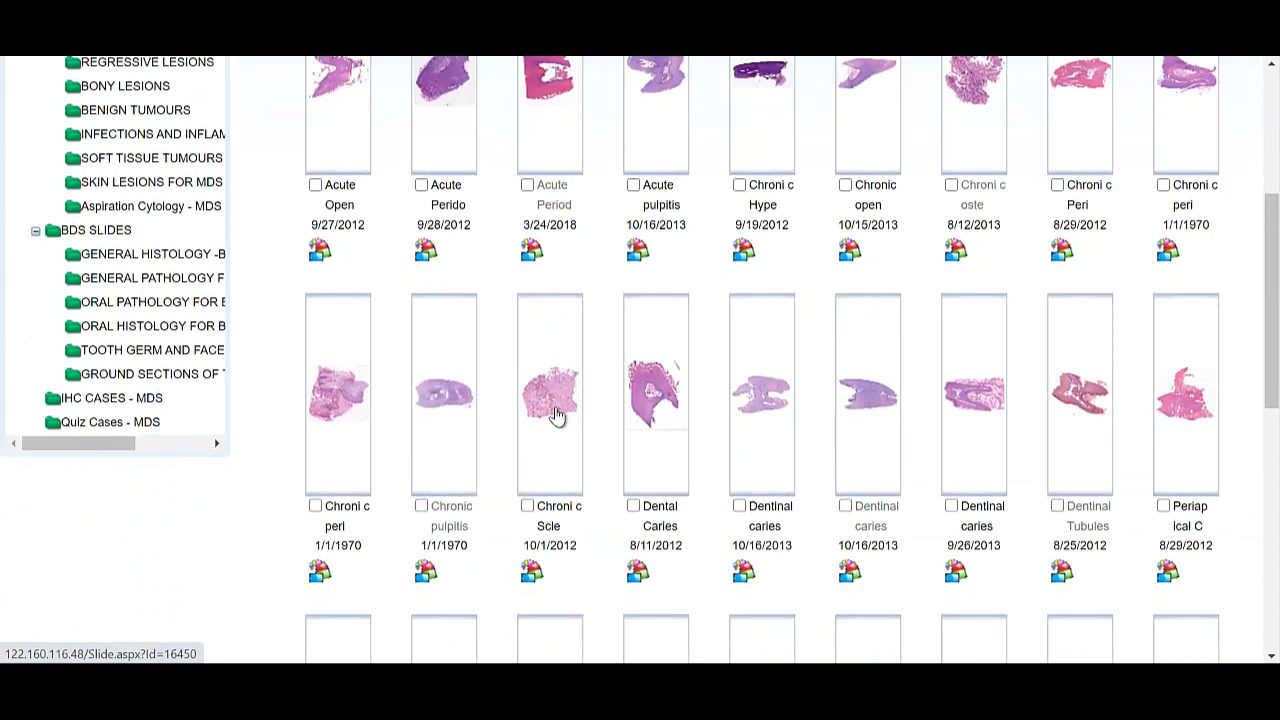 REGRESSIVE LESIONS
BONY LESIONS
BENIGN TUMOURS
INFECTIONS AND INFLAM
SOFT TISSUE TUMOURS
SKIN LESIONS FOR MDS
Aspiration Cytology - MDS
BDS SLIDES
GENERAL HISTOLOGY -B
GENERAL PATHOLOGY F
ORAL PATHOLOGY FOR B
ORAL HISTOLOGY FOR B
TOOTH GERM AND FACE
GROUND SECTIONS OF
IHC CASES - MDS
Quiz Cases - MDS
Acute Acute Acute Acute Chroni c Chronic Chroni c Chroni c Chroni c
Open Perido Period pulpitis Hype open oste Peri peri
9/27/2012 9/28/2012 3/24/2018 10/16/2013 9/19/2012 10/15/2013 8/12/2013 8/29/2012 1/1/1970
Chroni c Chronic Chroni c Dental Dentinal Dentinal Dentinal Dentinal Periap
peri pulpitis Scle Caries caries caries caries Tubules ical C
1/1/1970 1/1/1970 10/1/2012 8/11/2012 10/16/2013 10/16/2013 9/26/2013 8/25/2012 8/29/2012
122.160.116.48/Slide.aspx?Id=16450